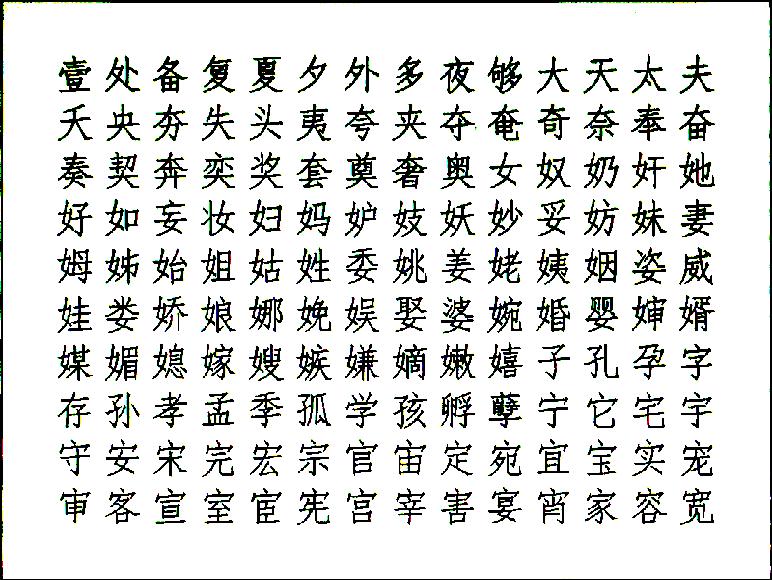 壹处备复夏夕外多夜够大天太夫
夭央夯失头夷夸夹夺奄奇奈奉奋
奏契奔奕奖套奠奢奥女奴奶奸她
好如妄妆妇妈妒妓妖妙妥妨妹妻
姆姊始姐姑姓委姚姜姥姨姻姿威
娃娄娇娘娜娩娱娶婆婉婚婴婶婿
媒媚媳嫁嫂嫉嫌嫡嫩嬉子孔孕字
存孙孝孟季孤学孩孵孽宁它宅宇
守安宋完宏宗官宙定宛宜宝实宠
审客宣室宦宪宫宰害宴宵家容宽